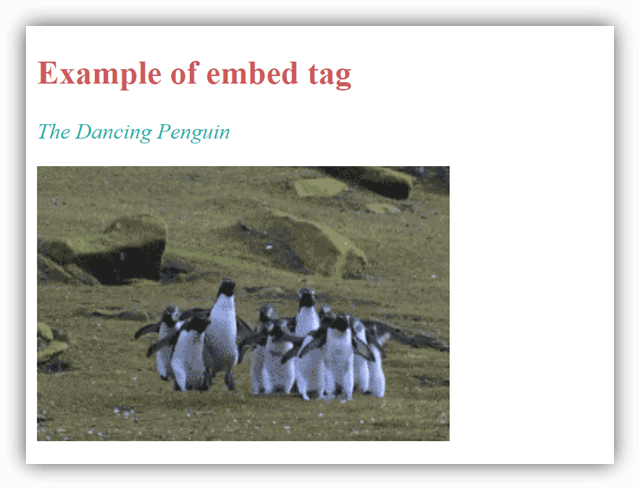 Example of embed tag
The Dancing Penguin